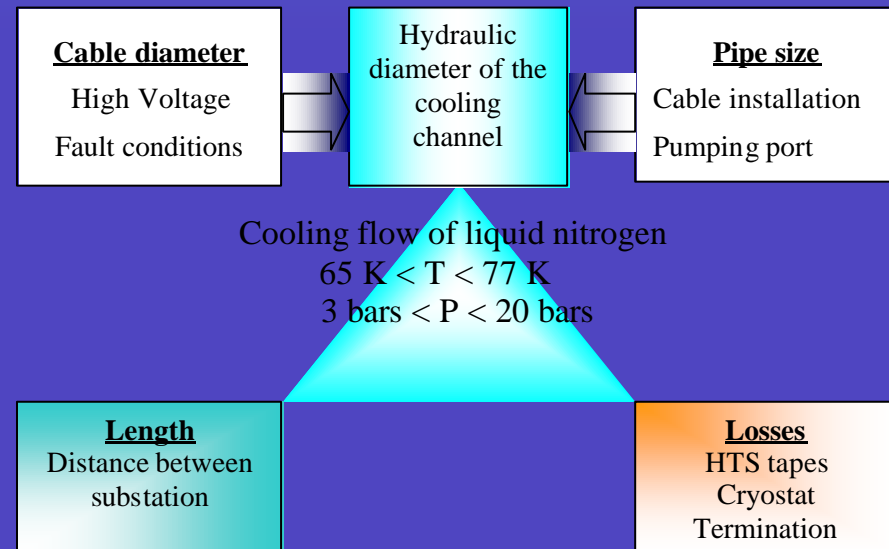 Cable diameter
High Voltage
Fault conditions
Hydraulic
diameter of the
cooling
channel
Pipe size
Cable installation
Pumping port
Cooling flow of liquid nitrogen
65 K < T < 77 K
3 bars < P < 20 bars
Length
Distance between
substation
Losses
HTS tapes
Cryostat
Termination